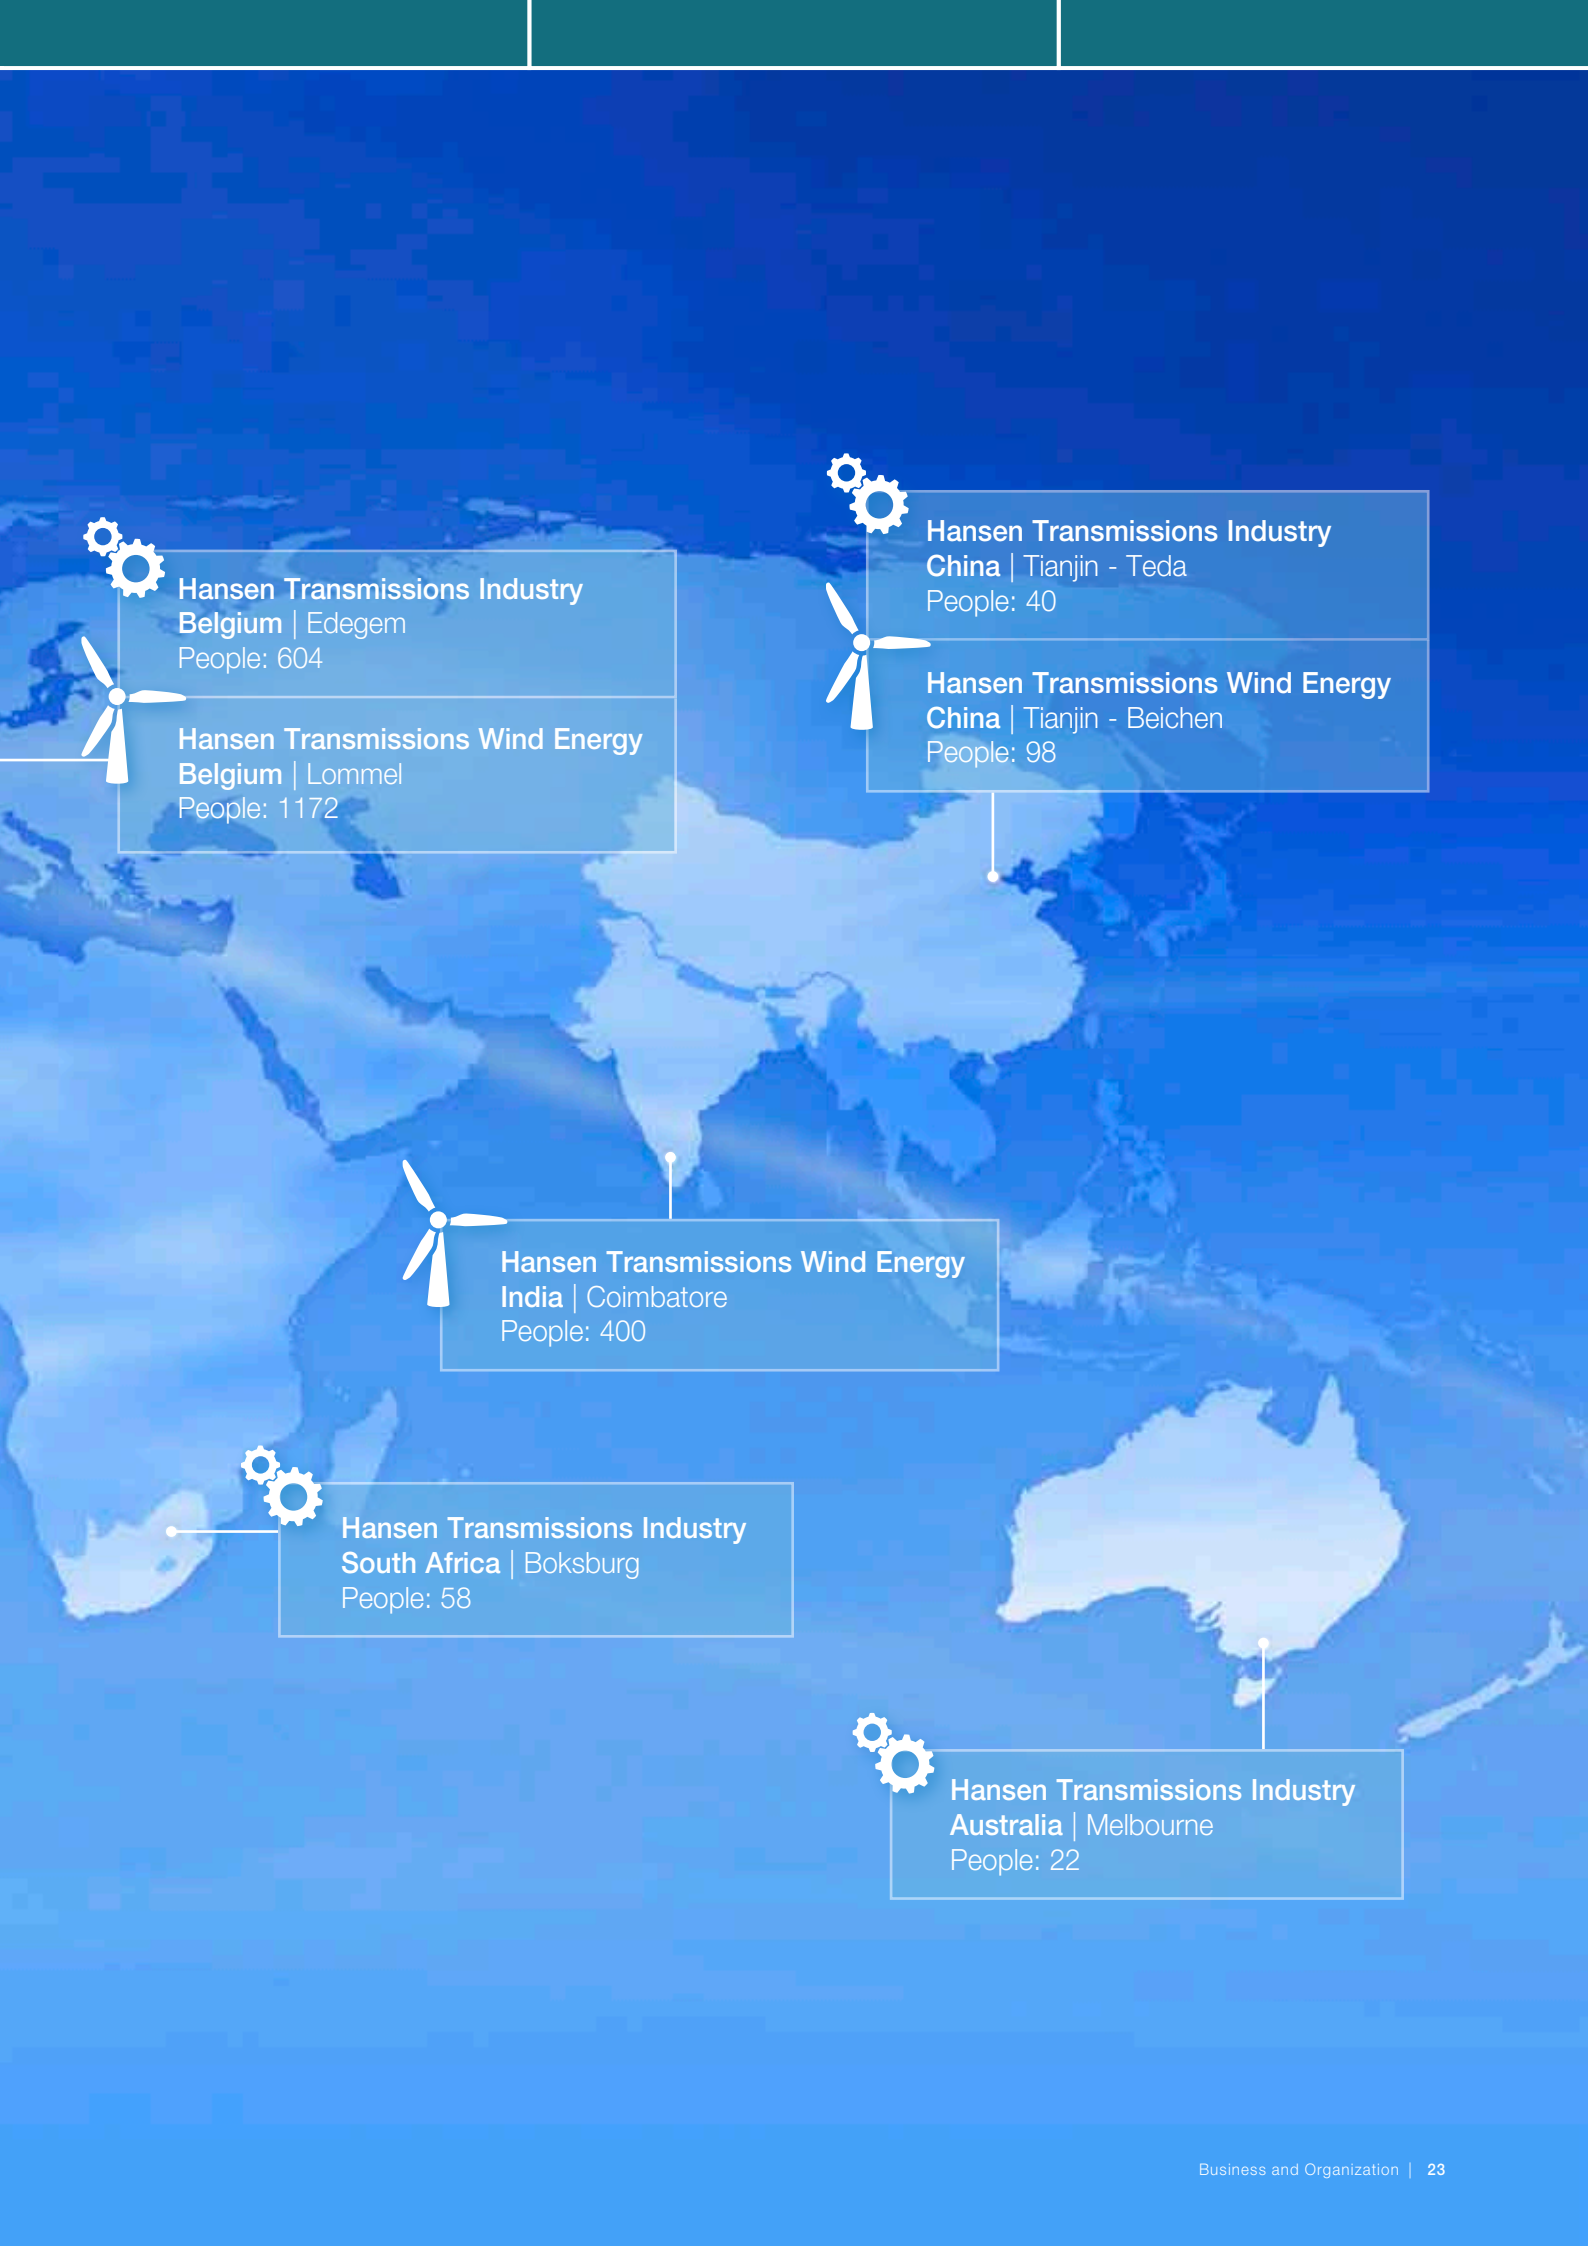 Hansen Transmissions Industry
Belgium | Edegem
People: 604
Hansen Transmissions Wind Energy
Belgium | Lommel
People: 1172
Hansen Transmissions Industry
China | Tianjin - Teda
People: 40
Hansen Transmissions Wind Energy
China | Tianjin - Beichen
People: 98
Hansen Transmissions Wind Energy
India | Coimbatore
People: 400
Hansen Transmissions Industry
South Africa | Boksburg
People: 58
Hansen Transmissions Industry
Australia | Melbourne
People: 22
Business and Organization | 23